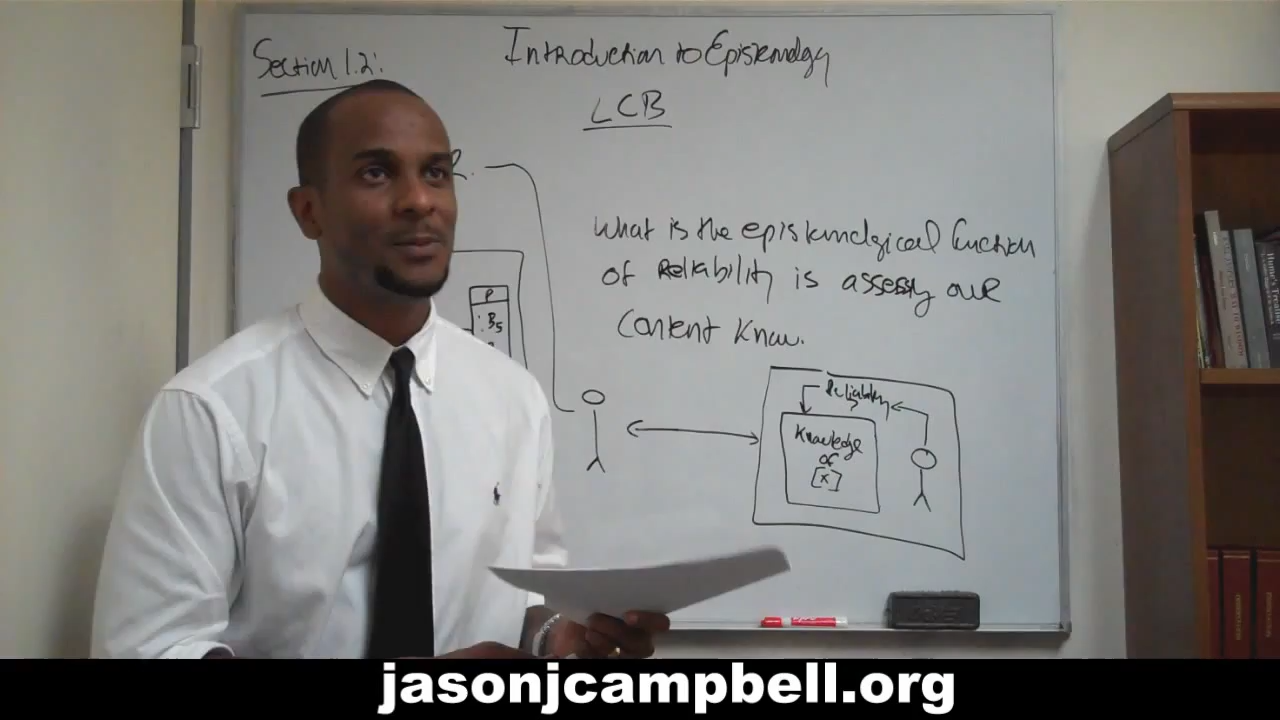 Section 1.2:
Introduction to Epistemology
LCB
R.
What is the epistemological function
of Reliability is assessing our
Content Know.
P
: B5
Reliability
Knowledge
of
[x]
jasonjcampbell.org